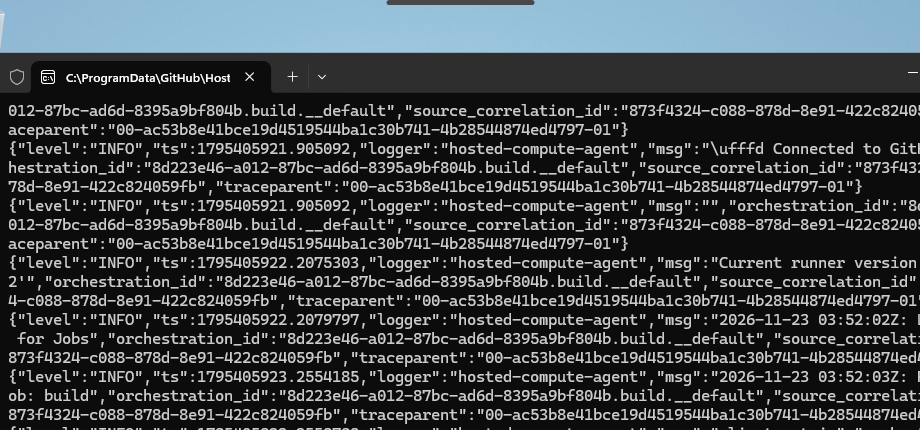 C:\ProgramData\GitHub\Host
012-87bc-ad6d-8395a9bf804b.build.__default","source_correlation_id":"873f4324-c088-878d-8e91-422c82405
aceparent":"00-ac53b8e41bce19d4519544ba1c30b741-4b28544874ed4797-01"}
{"level":"INFO","ts":1795405921.905092,"logger":"hosted-compute-agent","msg":"\ufffd Connected to GitH
hestration_id":"8d223e46-a012-87bc-ad6d-8395a9bf804b.build.__default","source_correlation_id":"873f432
78d-8e91-422c824059fb","traceparent":"00-ac53b8e41bce19d4519544ba1c30b741-4b28544874ed4797-01"}
{"level":"INFO","ts":1795405921.905092,"logger":"hosted-compute-agent","msg":"","orchestration_id":"8d
012-87bc-ad6d-8395a9bf804b.build.__default","source_correlation_id":"873f4324-c088-878d-8e91-422c82405
aceparent":"00-ac53b8e41bce19d4519544ba1c30b741-4b28544874ed4797-01"}
{"level":"INFO","ts":1795405922.2075303,"logger":"hosted-compute-agent","msg":"Current runner version
2'","orchestration_id":"8d223e46-a012-87bc-ad6d-8395a9bf804b.build.__default","source_correlation_id"
4-c088-878d-8e91-422c824059fb","traceparent":"00-ac53b8e41bce19d4519544ba1c30b741-4b28544874ed4797-01"
{"level":"INFO","ts":1795405922.2079797,"logger":"hosted-compute-agent","msg":"2026-11-23 03:52:02Z:
for Jobs","orchestration_id":"8d223e46-a012-87bc-ad6d-8395a9bf804b.build.__default","source_correlati
873f4324-c088-878d-8e91-422c824059fb","traceparent":"00-ac53b8e41bce19d4519544ba1c30b741-4b28544874ed4
{"level":"INFO","ts":1795405923.2554185,"logger":"hosted-compute-agent","msg":"2026-11-23 03:52:03Z:
ob: build","orchestration_id":"8d223e46-a012-87bc-ad6d-8395a9bf804b.build.__default","source_correlati
873f4324-c088-878d-8e91-422c824059fb","traceparent":"00-ac53b8e41bce19d4519544ba1c30b741-4b28544874ed4